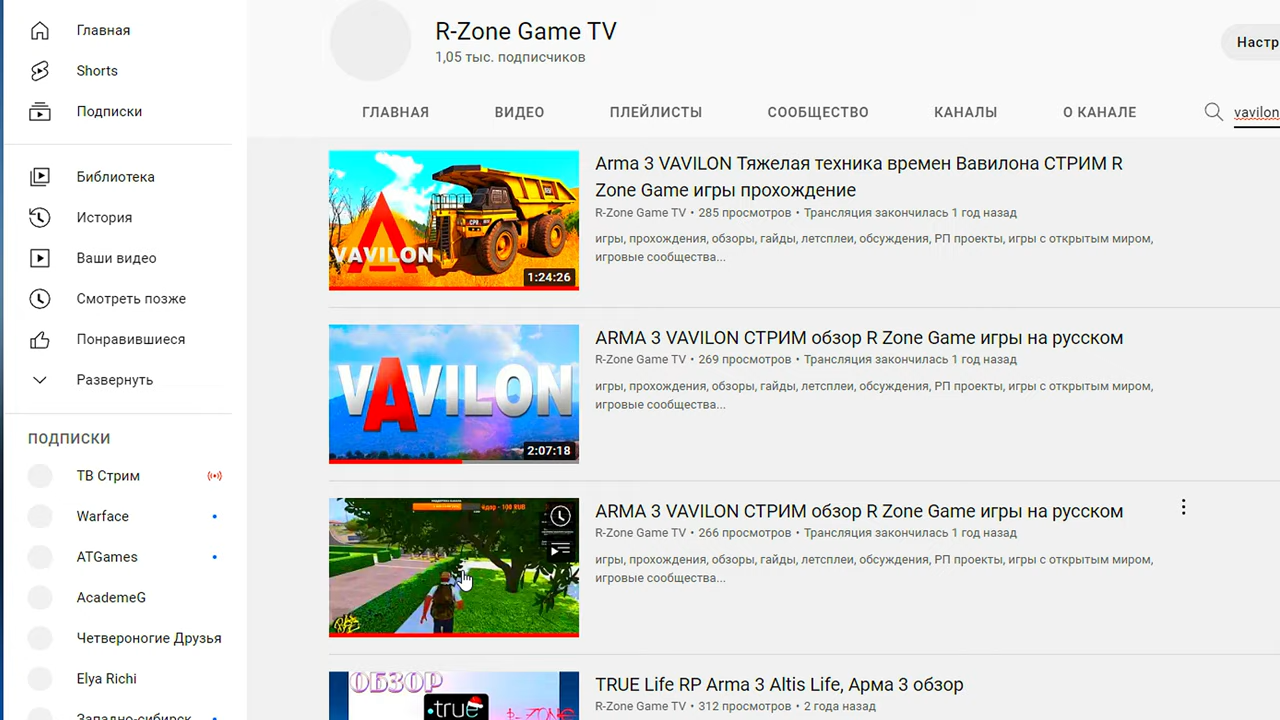 Главная
Shorts
Подписки
Библиотека
История
Ваши видео
Смотреть позже
Понравившиеся
Развернуть
ПОДПИСКИ
ТВ Стрим
Warface
ATGames
AcademeG
Четвероногие Друзья
Elya Richi
Западно-сибирск
R-Zone Game TV
1,05 тыс. подписчиков
Настр
ГЛАВНАЯ ВИДЕО ПЛЕЙЛИСТЫ СООБЩЕСТВО КАНАЛЫ О КАНАЛЕ vavilon
VAVILON
1:24:26
Arma 3 VAVILON Тяжелая техника времен Вавилона СТРИМ R
Zone Game игры прохождение
R-Zone Game TV • 285 просмотров • Трансляция закончилась 1 год назад
игры, прохождения, обзоры, гайды, летсплеи, обсуждения, РП проекты, игры с открытым миром,
игровые сообщества...
VAVILON
2:07:18
ARMA 3 VAVILON СТРИМ обзор R Zone Game игры на русском
R-Zone Game TV • 269 просмотров • Трансляция закончилась 1 год назад
игры, прохождения, обзоры, гайды, летсплеи, обсуждения, РП проекты, игры с открытым миром,
игровые сообщества...
ARMA 3 VAVILON СТРИМ обзор R Zone Game игры на русском
R-Zone Game TV • 266 просмотров • Трансляция закончилась 1 год назад
игры, прохождения, обзоры, гайды, летсплеи, обсуждения, РП проекты, игры с открытым миром,
игровые сообщества...
ОБЗОР
true
R-ZONE
TRUE Life RP Arma 3 Altis Life, Арма 3 обзор
R-Zone Game TV • 312 просмотров • 2 года назад